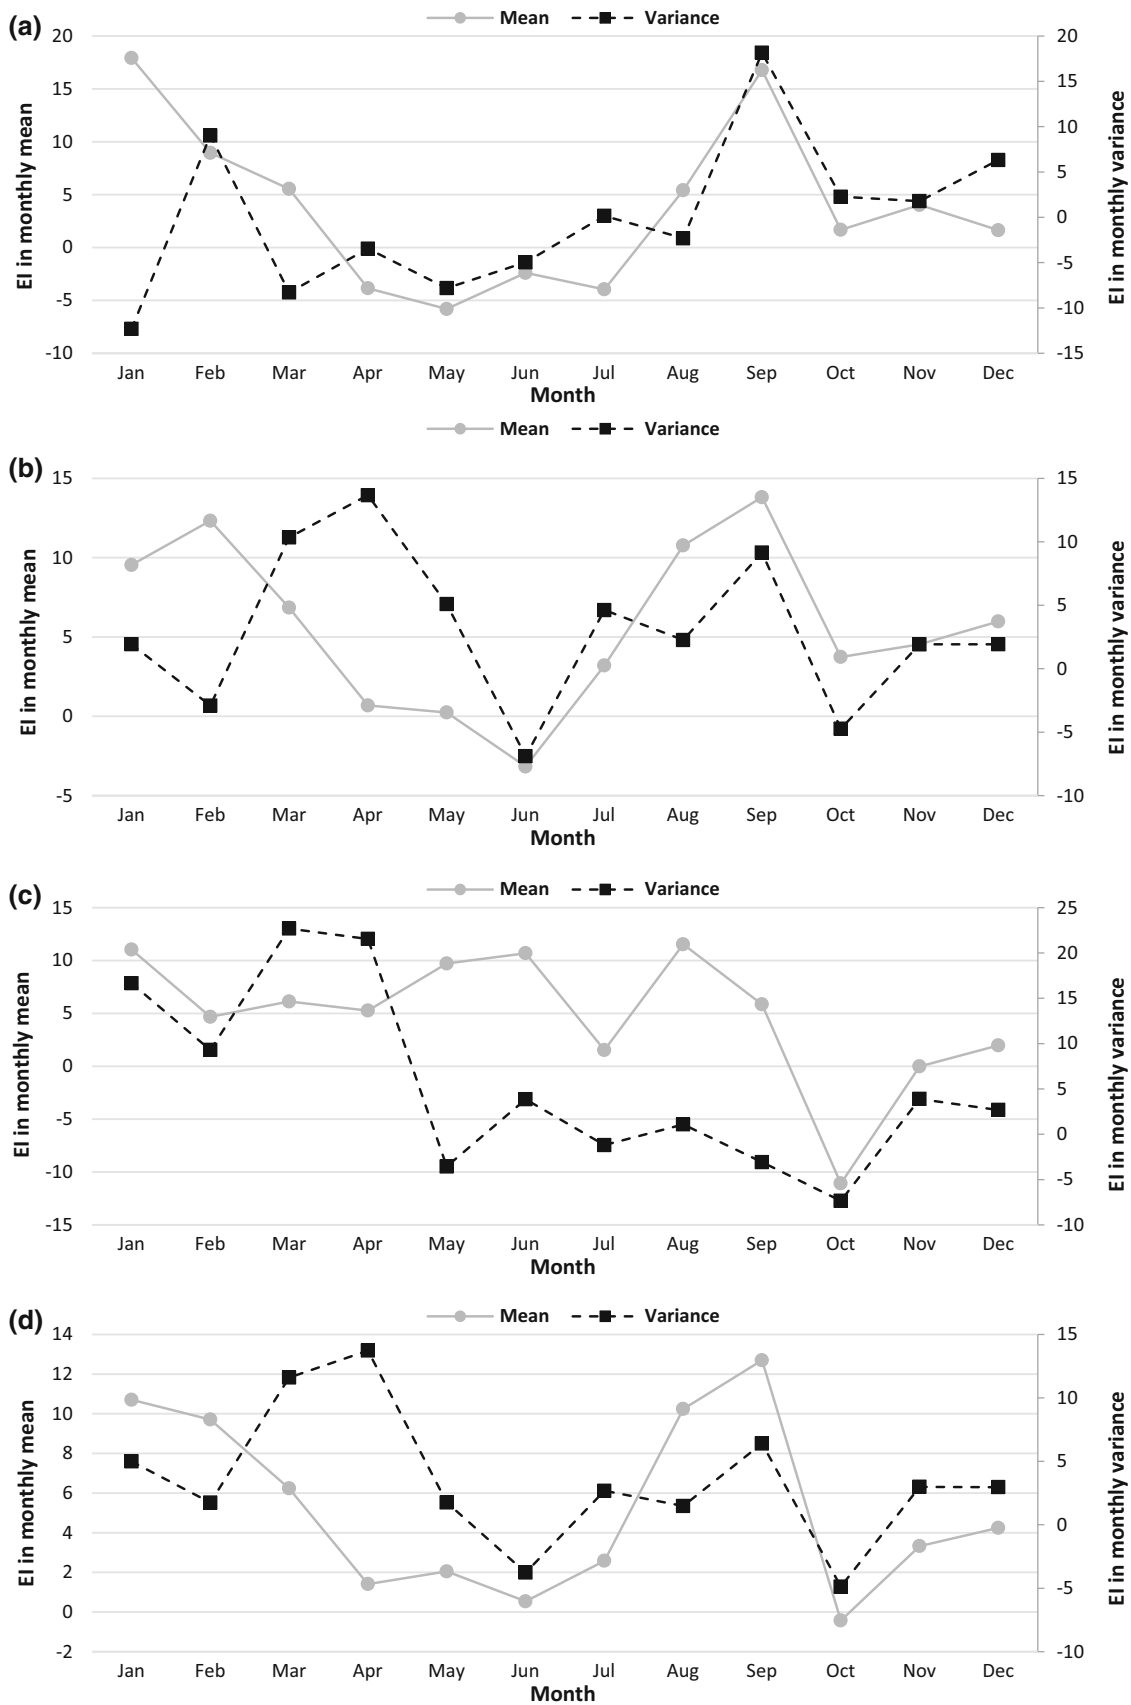 (a)
Mean Variance
20 20
15 15
10 10
5 5
0 0
-5 -5
-10 -10
-15
EI in monthly mean
EI in monthly variance
Jan Feb Mar Apr May Jun Jul Aug Sep Oct Nov Dec
Month
Mean Variance
(b)
15 15
10 10
5 5
0 0
-5 -5
-10
EI in monthly mean
EI in monthly variance
Jan Feb Mar Apr May Jun Jul Aug Sep Oct Nov Dec
Month
(c)
Mean Variance
15 25
10 20
5 15
0 10
-5 5
-10 0
-15 -5
-10
EI in monthly mean
EI in monthly variance
Jan Feb Mar Apr May Jun Jul Aug Sep Oct Nov Dec
Month
(d)
Mean Variance
14 15
12 10
10 5
8 0
6 -5
4 -10
2
0
-2
EI in monthly mean
EI in monthly variance
Jan Feb Mar Apr May Jun Jul Aug Sep Oct Nov Dec
Month